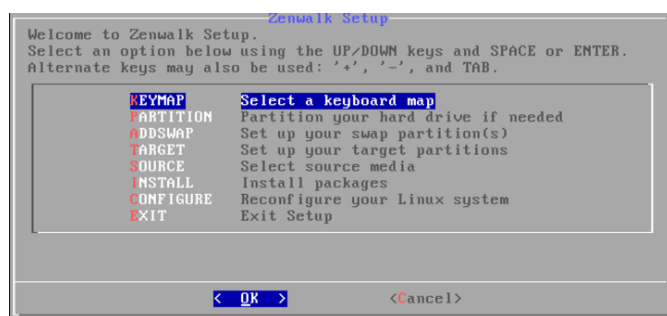 Zenwalk Setup
Welcome to Zenwalk Setup.
Select an option below using the UP/DOWN keys and SPACE or ENTER.
Alternate keys may also be used: '+', '-', and TAB.
KEYMAP Select a keyboard map
PARTITION Partition your hard drive if needed
ADDSWAP Set up your swap partition(s)
TARGET Set up your target partitions
SOURCE Select source media
INSTALL Install packages
CONFIGURE Reconfigure your Linux system
EXIT Exit Setup
< OK > <Cancel>